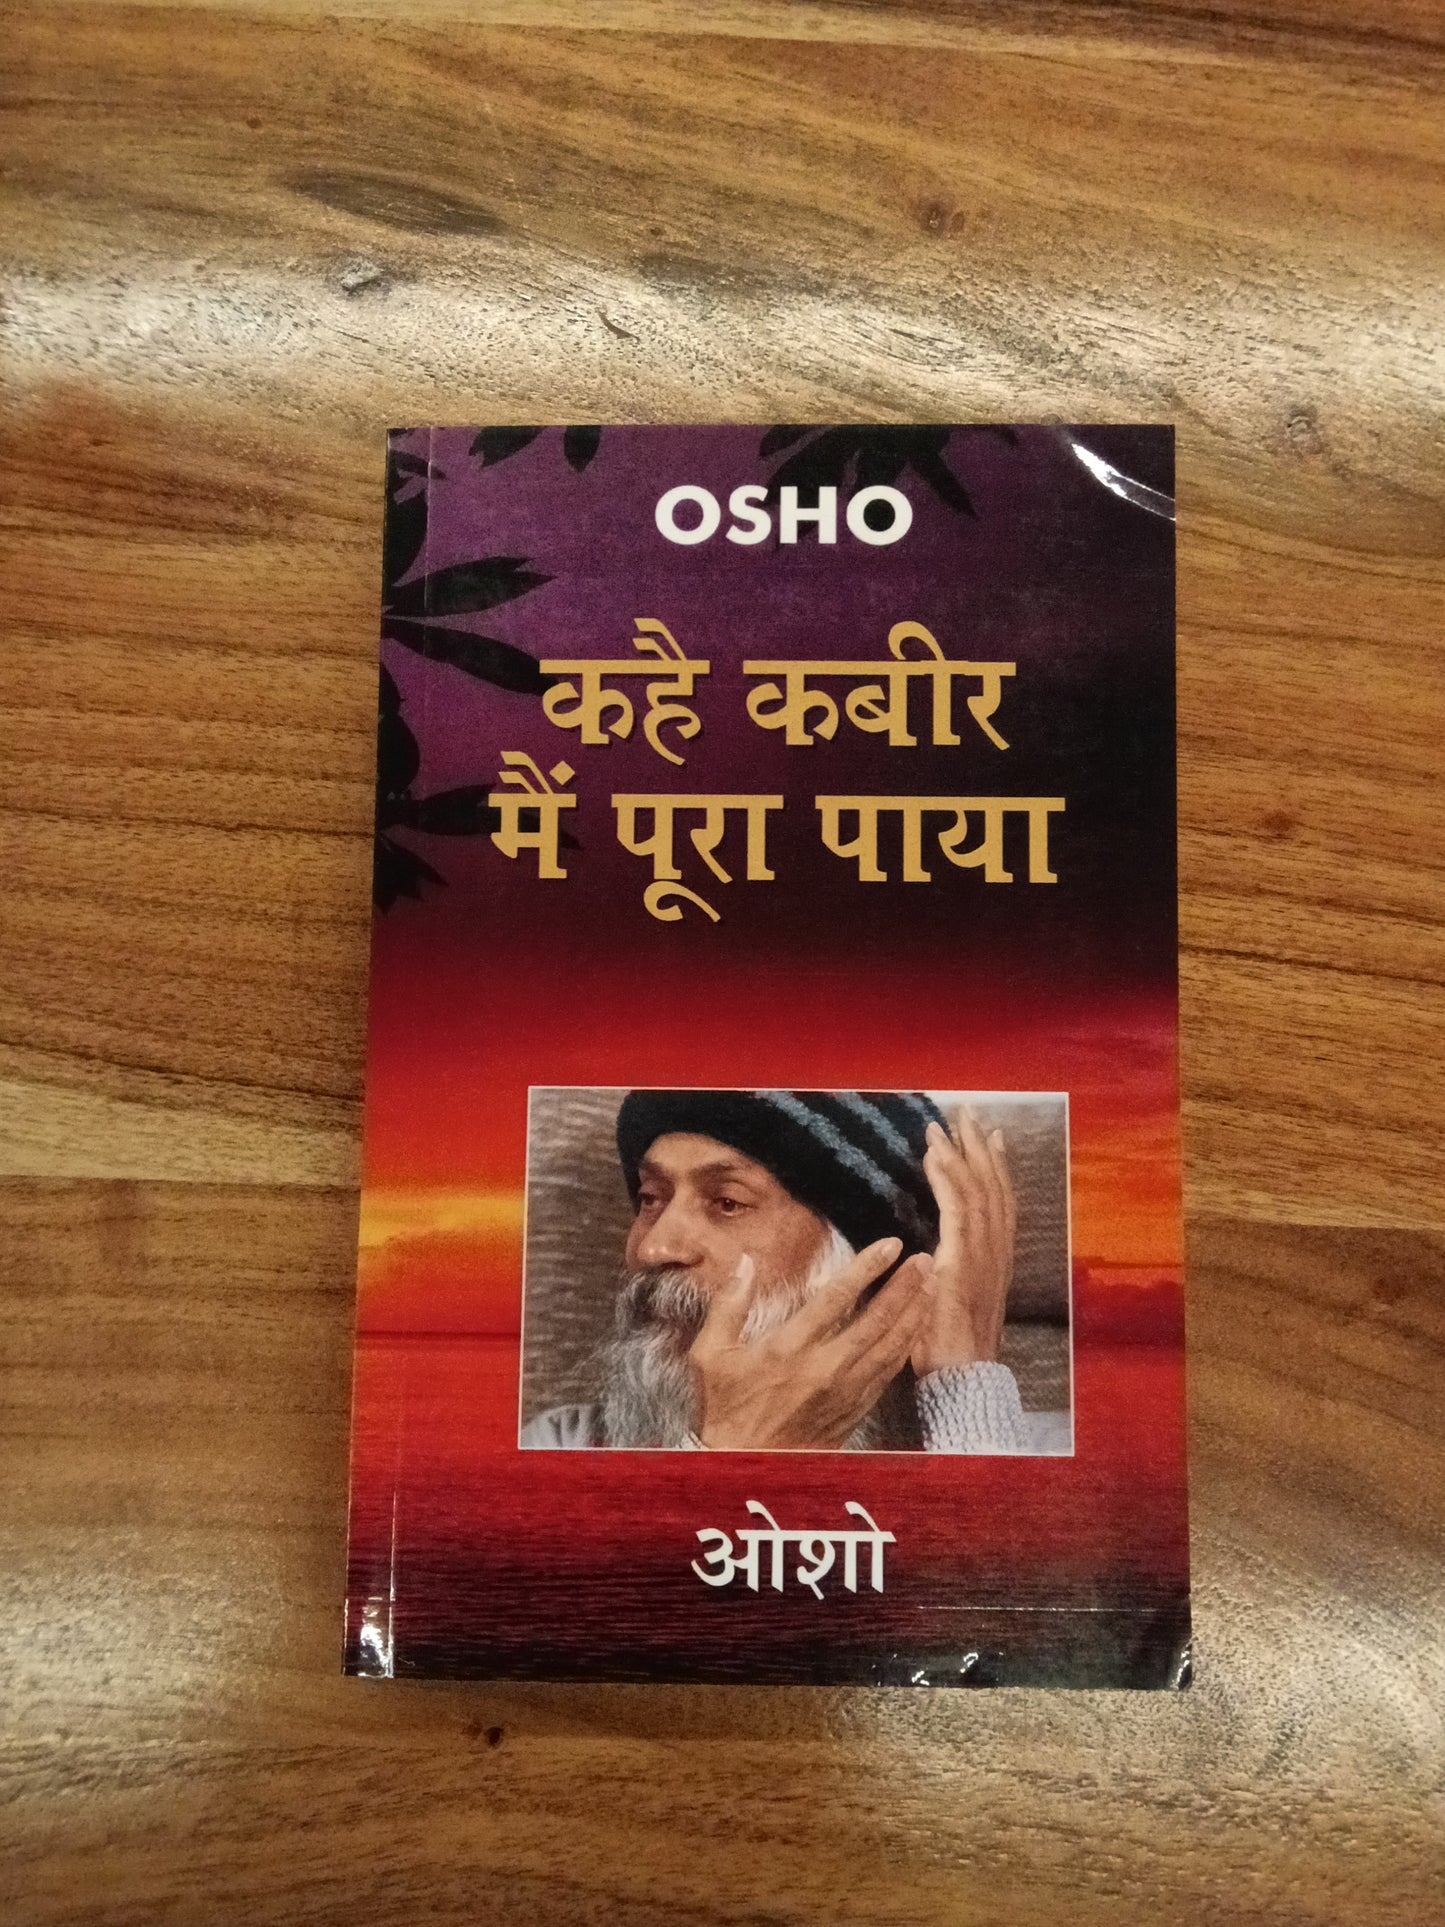 OSHO
कहै कबीर
मैं पूरा पाया
ओशो